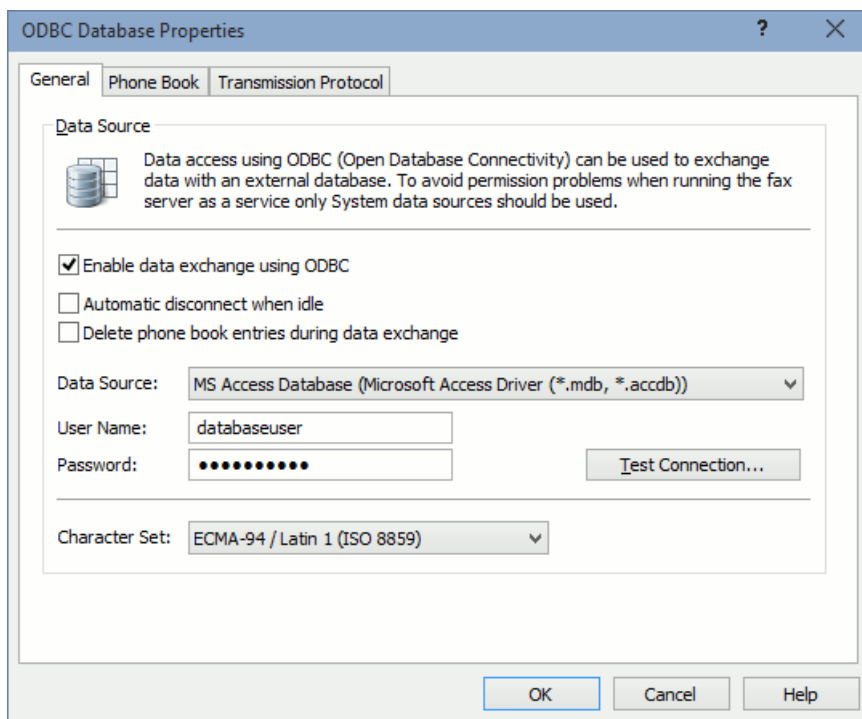 ODBC Database Properties ?
General Phone Book Transmission Protocol
Data Source
Data access using ODBC (Open Database Connectivity) can be used to exchange
data with an external database. To avoid permission problems when running the fax
server as a service only System data sources should be used.
Enable data exchange using ODBC
Automatic disconnect when idle
Delete phone book entries during data exchange
Data Source: MS Access Database (Microsoft Access Driver (*.mdb, *.accdb))
User Name: databaseuser
Password: ●●●●●●●●●● Test Connection...
Character Set: ECMA-94 / Latin 1 (ISO 8859)
OK Cancel Help